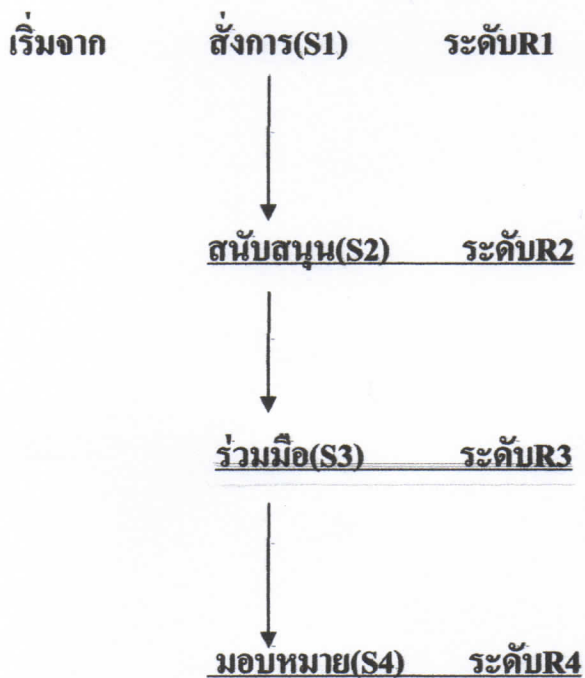 เริ่มจาก สั่งการ(S1) ระดับR1
สนับสนุน(S2) ระดับR2
ร่วมมือ(S3) ระดับR3
มอบหมาย(S4) ระดับR4